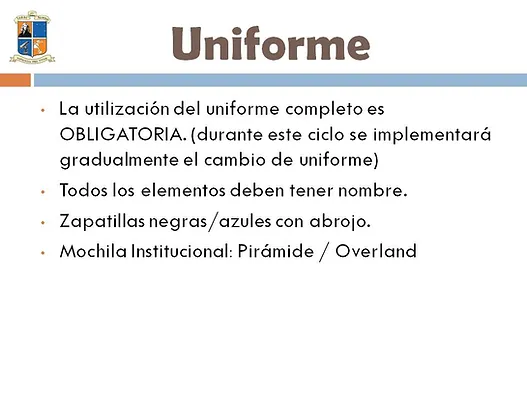 Uniforme
• La utilización del uniforme completo es
OBLIGATORIA. (durante este ciclo se implementará
gradualmente el cambio de uniforme)
• Todos los elementos deben tener nombre.
• Zapatillas negras/azules con abrojo.
• Mochila Institucional: Pirámide / Overland